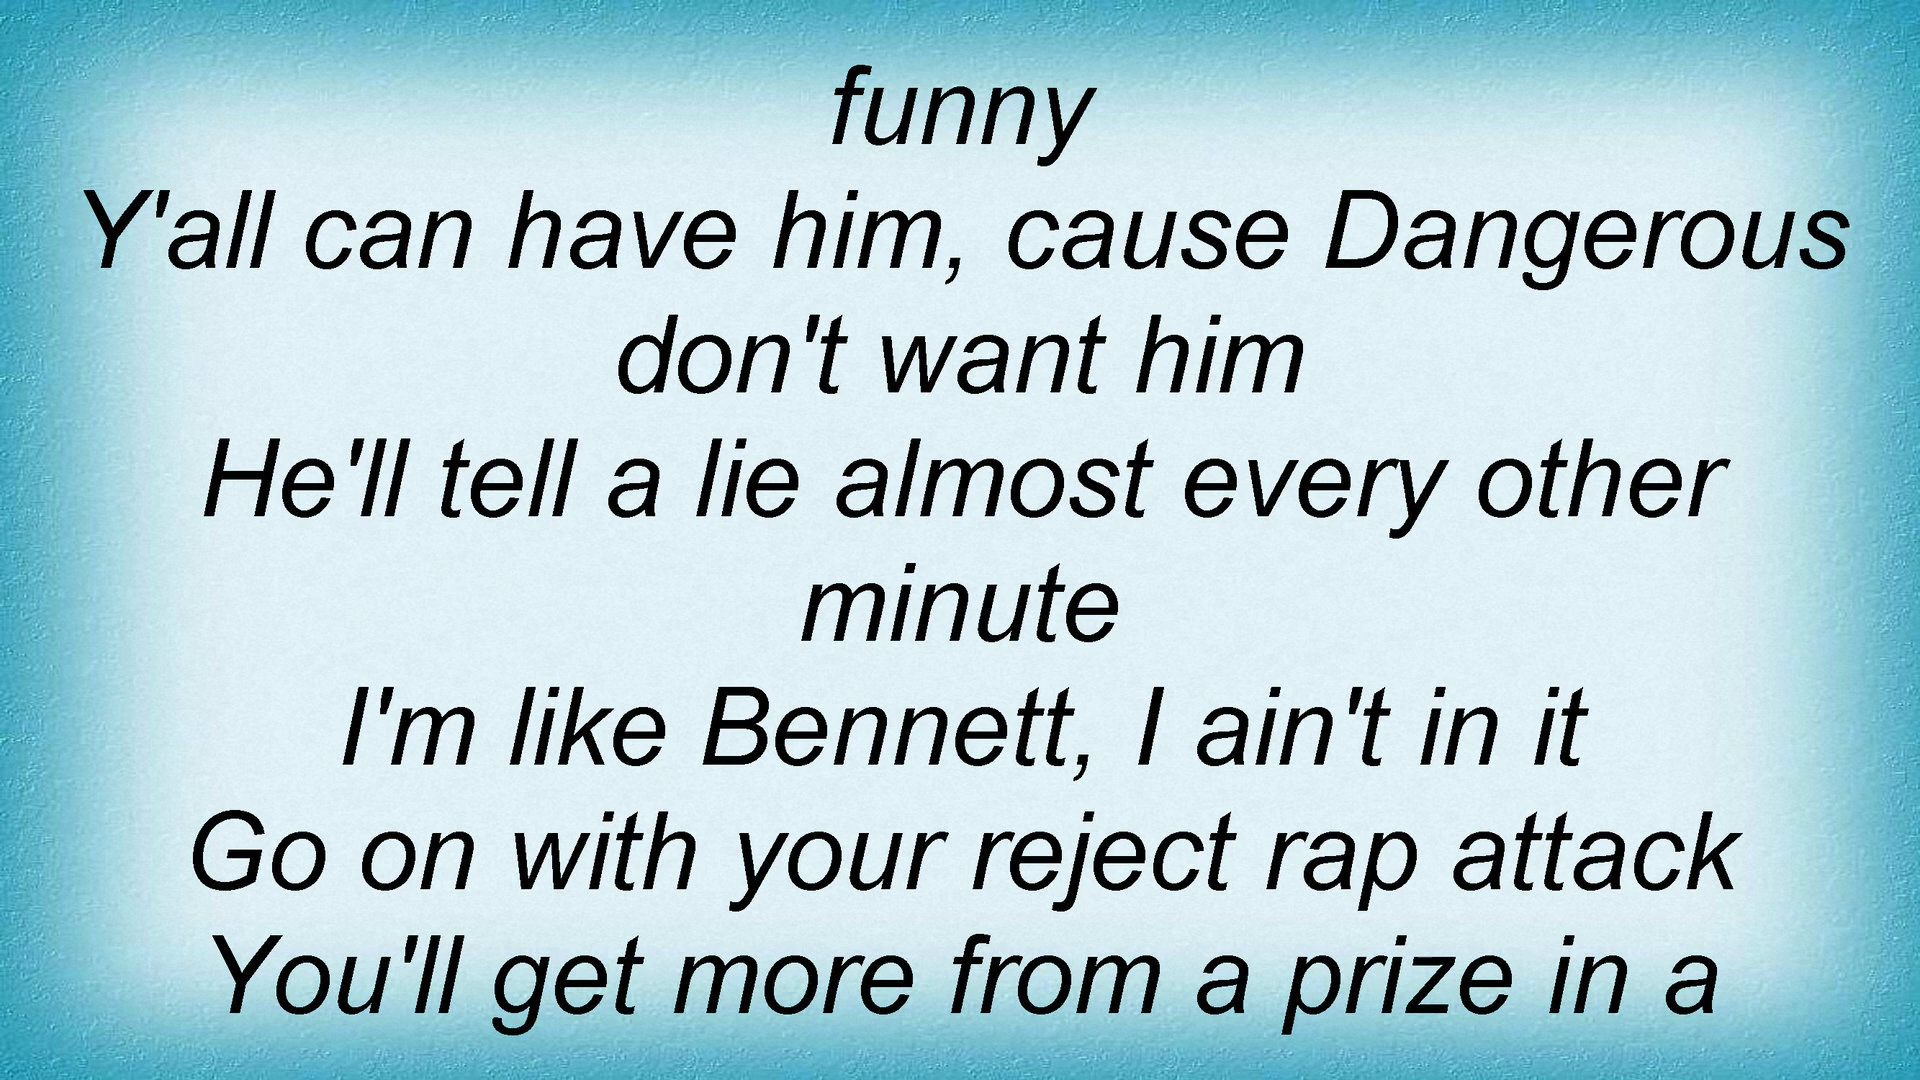 funny
Y'all can have him, cause Dangerous
don't want him
He'll tell a lie almost every other
minute
I'm like Bennett, I ain't in it
Go on with your reject rap attack
You'll get more from a prize in a